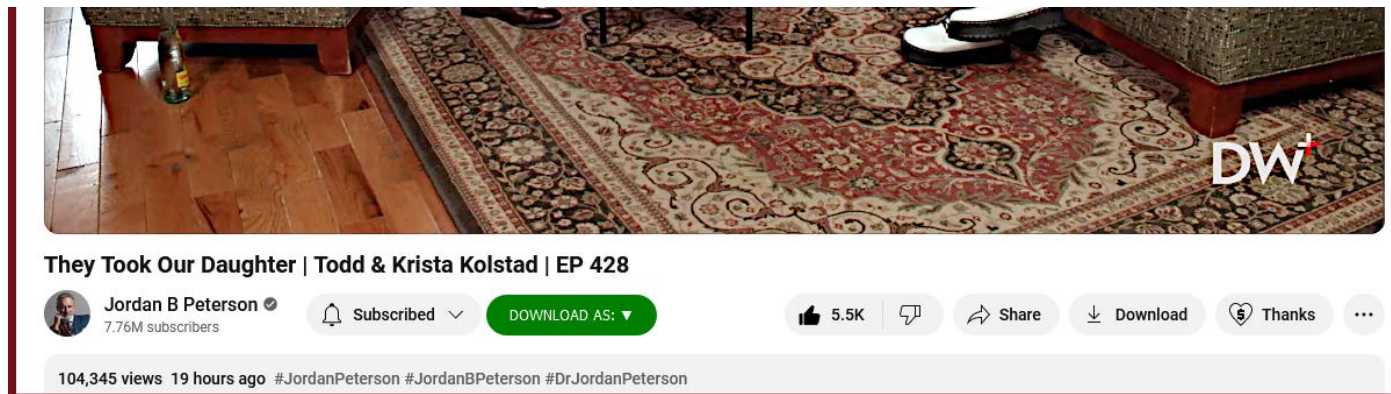 DW+
They Took Our Daughter | Todd & Krista Kolstad | EP 428
Jordan B Peterson
7.76M subscribers
Subscribed
DOWNLOAD AS: ▼
5.5K
Share
Download
Thanks
104,345 views 19 hours ago #JordanPeterson #JordanBPeterson #DrJordanPeterson